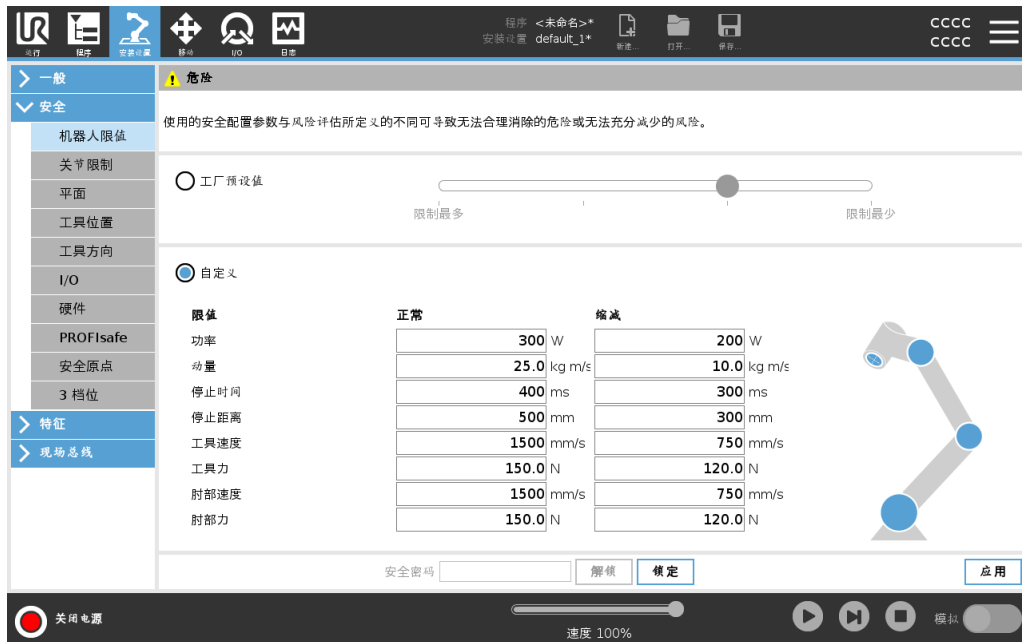 UR
运行
程序
安装设置
移动
I/O
日志
程序 <未命名>*
安装设置 default_1*
新建...
打开...
保存...
cccc
cccc
一般
安全
机器人限值
关节限制
平面
工具位置
工具方向
I/O
硬件
PROFIsafe
安全原点
3 档位
特征
现场总线
危险
使用的安全配置参数与风险评估所定义的不同可导致无法合理消除的危险或无法充分减少的风险。
工厂预设值
限制最多 限制最少
自定义
限值 正常 缩减
功率 300 W 200 W
动量 25.0 kg m/s 10.0 kg m/s
停止时间 400 ms 300 ms
停止距离 500 mm 300 mm
工具速度 1500 mm/s 750 mm/s
工具力 150.0 N 120.0 N
肘部速度 1500 mm/s 750 mm/s
肘部力 150.0 N 120.0 N
安全密码 解锁 锁定 应用
关闭电源
速度 100%
模拟